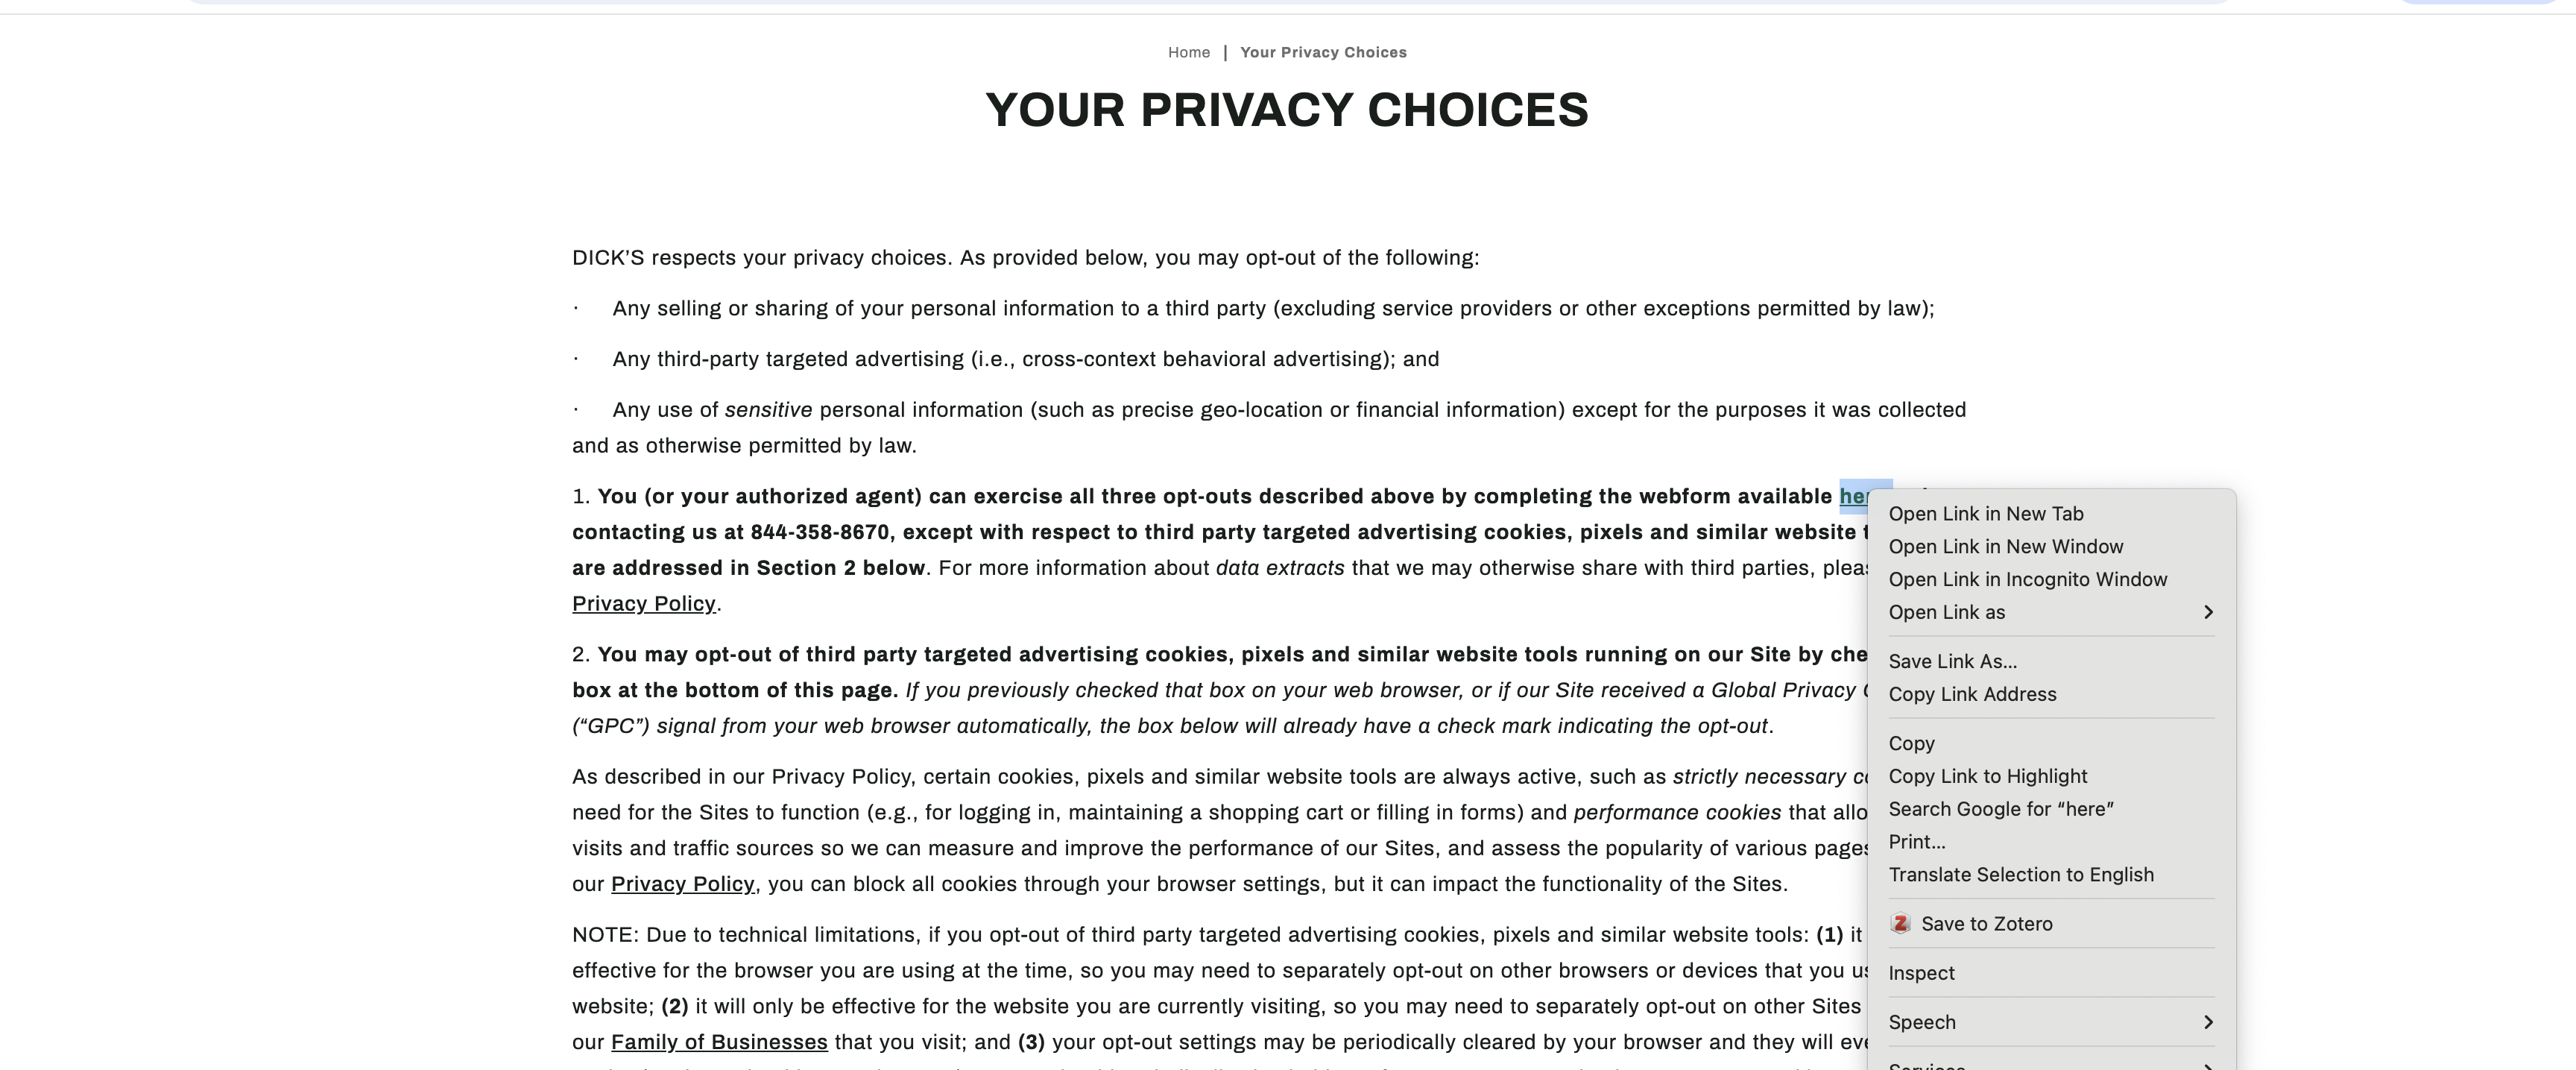 Home | Your Privacy Choices
YOUR PRIVACY CHOICES
DICK’S respects your privacy choices. As provided below, you may opt-out of the following:
· Any selling or sharing of your personal information to a third party (excluding service providers or other exceptions permitted by law);
· Any third-party targeted advertising (i.e., cross-context behavioral advertising); and
· Any use of sensitive personal information (such as precise geo-location or financial information) except for the purposes it was collected
and as otherwise permitted by law.
1. You (or your authorized agent) can exercise all three opt-outs described above by completing the webform available
contacting us at 844-358-8670, except with respect to third party targeted advertising cookies, pixels and similar website
are addressed in Section 2 below. For more information about data extracts that we may otherwise share with third parties,
Privacy Policy.
2. You may opt-out of third party targeted advertising cookies, pixels and similar website tools running on our Site by
box at the bottom of this page. If you previously checked that box on your web browser, or if our Site received a Global Privacy
(“GPC”) signal from your web browser automatically, the box below will already have a check mark indicating the opt-out.
As described in our Privacy Policy, certain cookies, pixels and similar website tools are always active, such as strictly necessary
need for the Sites to function (e.g., for logging in, maintaining a shopping cart or filling in forms) and performance cookies that
visits and traffic sources so we can measure and improve the performance of our Sites, and assess the popularity of various
our Privacy Policy, you can block all cookies through your browser settings, but it can impact the functionality of the Sites.
NOTE: Due to technical limitations, if you opt-out of third party targeted advertising cookies, pixels and similar website tools: (1) it
effective for the browser you are using at the time, so you may need to separately opt-out on other browsers or devices that you
website; (2) it will only be effective for the website you are currently visiting, so you may need to separately opt-out on other Sites
our Family of Businesses that you visit; and (3) your opt-out settings may be periodically cleared by your browser and they will
Open Link in New Tab
Open Link in New Window
Open Link in Incognito Window
Open Link as
Save Link As...
Copy Link Address
Copy
Copy Link to Highlight
Search Google for “here”
Print...
Translate Selection to English
Save to Zotero
Inspect
Speech